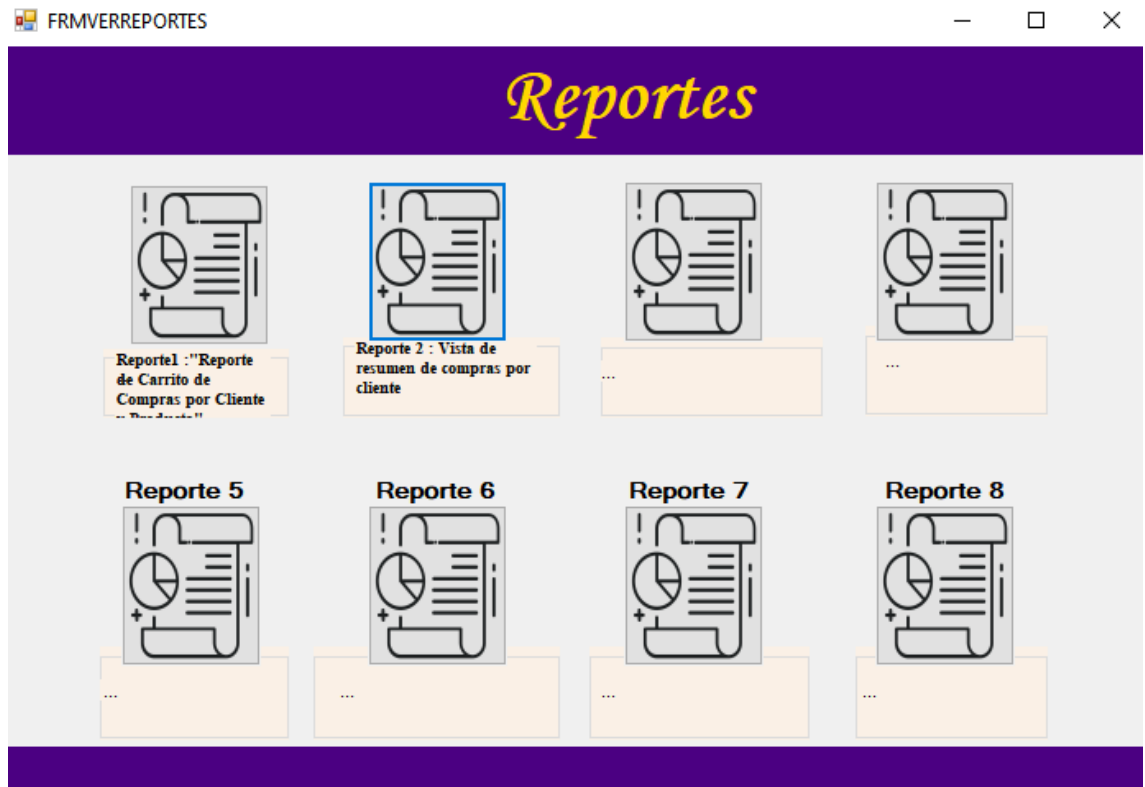 FRMVERREPORTES
Reportes
Reporte1 :"Reporte
de Carrito de
Compras por Cliente
y Producto"
Reporte 2 : Vista de
resumen de compras por
cliente
...
...
Reporte 5
Reporte 6
Reporte 7
Reporte 8
...
...
...
...